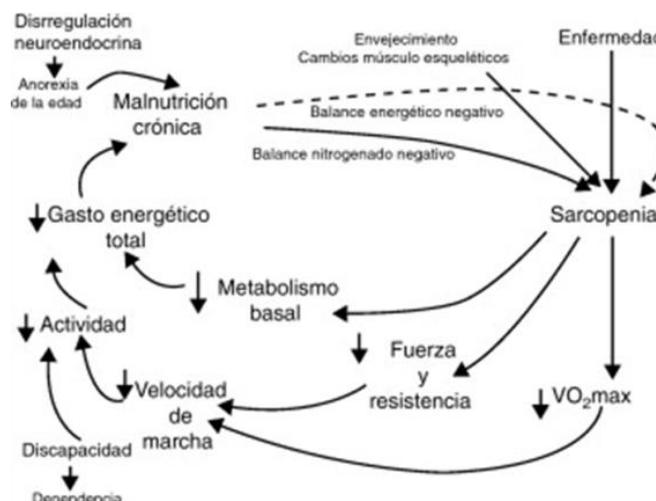 Disrregulación
neuroendocrina
Anorexia
de la edad
Malnutrición
crónica
Envejecimiento
Cambios músculo esqueléticos
Enfermedad
Balance energético negativo
Balance nitrogenado negativo
Sarcopenia
Gasto energético
total
Metabolismo
basal
Actividad
Fuerza
y
resistencia
Velocidad
de
marcha
VO₂max
Discapacidad
Dependencia